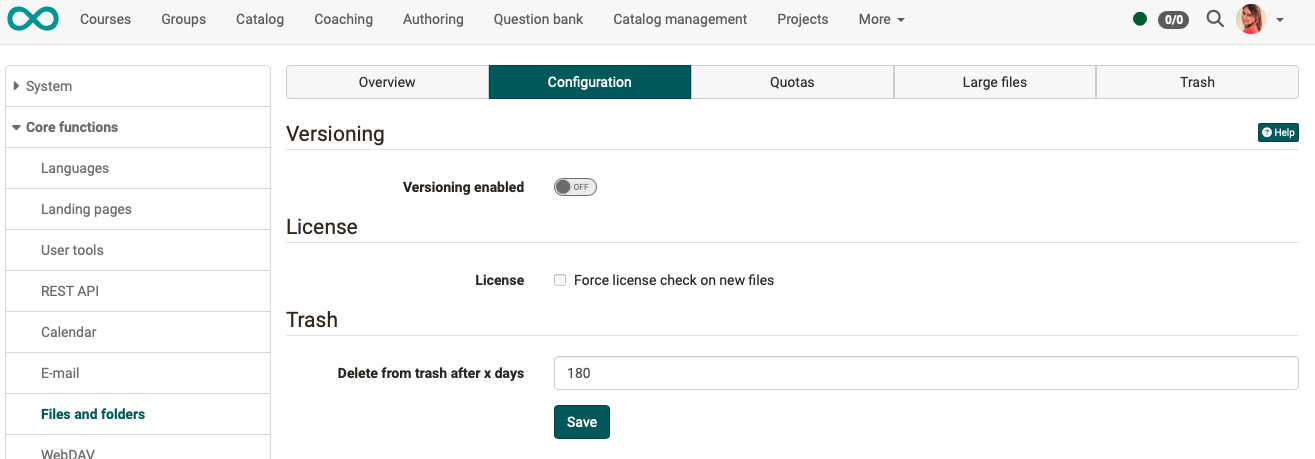 Courses Groups Catalog Coaching Authoring Question bank Catalog management Projects More 0/0
System
Core functions
Languages
Landing pages
User tools
REST API
Calendar
E-mail
Files and folders
WebDAV
Overview Configuration Quotas Large files Trash
Versioning Help
Versioning enabled OFF
License
License Force license check on new files
Trash
Delete from trash after x days 180
Save